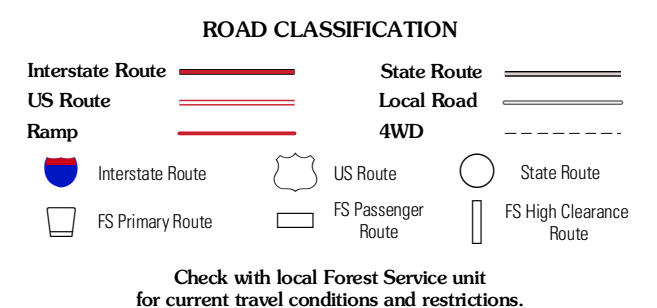 ROAD CLASSIFICATION
Interstate Route
State Route
US Route
Local Road
Ramp
4WD
Interstate Route
US Route
State Route
FS Primary Route
FS Passenger
Route
FS High Clearance
Route
Check with local Forest Service unit
for current travel conditions and restrictions.